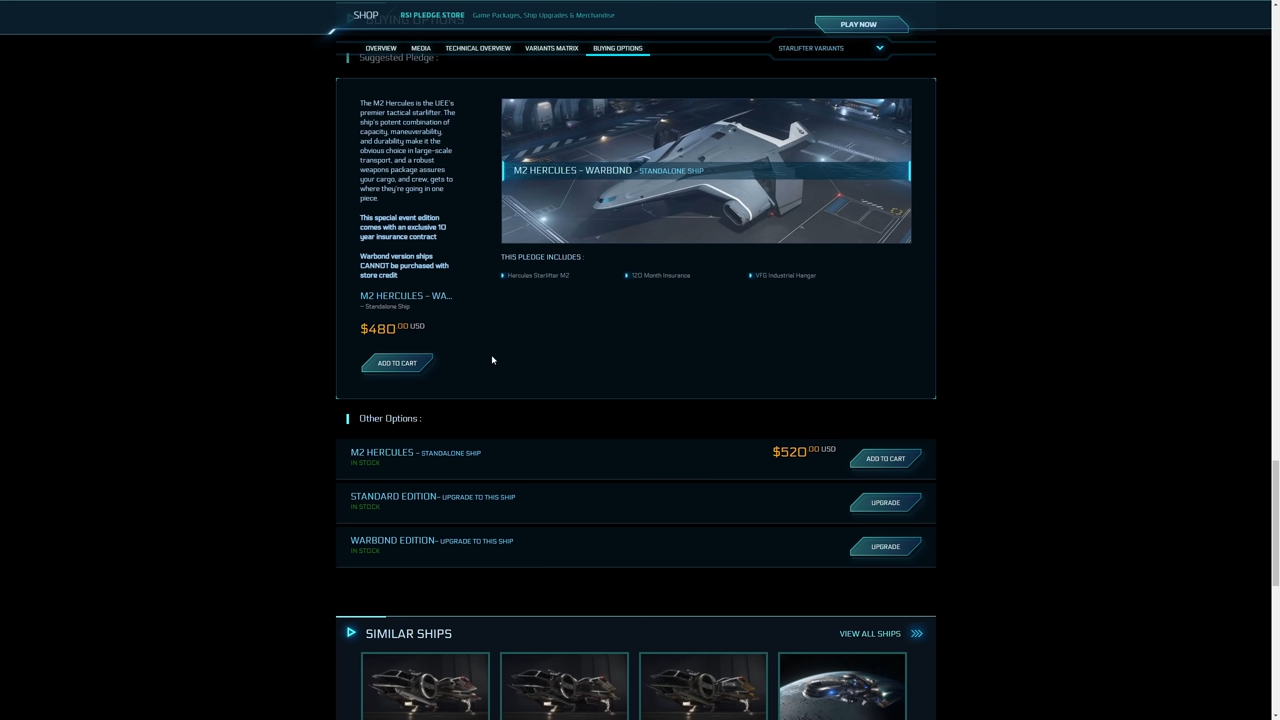 SHOP
RSI PLEDGE STORE Game Packages, Ship Upgrades & Merchandise
BUYING OPTIONS
PLAY NOW
OVERVIEW MEDIA TECHNICAL OVERVIEW VARIANTS MATRIX BUYING OPTIONS STARLIFTER VARIANTS
Suggested Pledge :
The M2 Hercules is the UEE's
premier tactical starlifter. The
ship's potent combination of
capacity, maneuverability,
and durability make it the
obvious choice in large-scale
transport, and a robust
weapons package assures
your cargo, and crew, gets to
where they're going in one
piece.
This special event edition
comes with an exclusive 10
year insurance contract
Warbond version ships
CANNOT be purchased with
store credit
M2 HERCULES - WA...
- Standalone Ship
$480.00 USD
ADD TO CART
M2 HERCULES - WARBOND - STANDALONE SHIP
THIS PLEDGE INCLUDES :
Hercules Starlifter M2 120 Month Insurance VFG Industrial Hangar
Other Options :
M2 HERCULES - STANDALONE SHIP
IN STOCK
$520.00 USD
ADD TO CART
STANDARD EDITION- UPGRADE TO THIS SHIP
IN STOCK
UPGRADE
WARBOND EDITION- UPGRADE TO THIS SHIP
IN STOCK
UPGRADE
SIMILAR SHIPS
VIEW ALL SHIPS